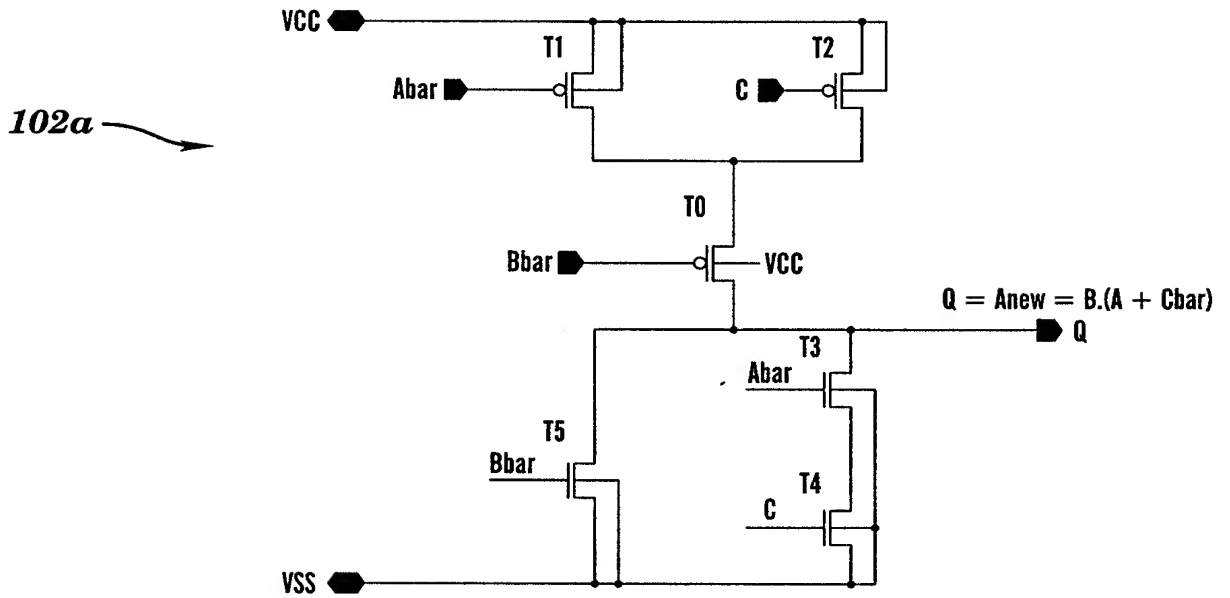 VCC
T1
T2
Abar
C
102a
T0
Bbar
VCC
Q = Anew = B.(A + Cbar)
Q
T3
Abar
T5
Bbar
T4
C
VSS